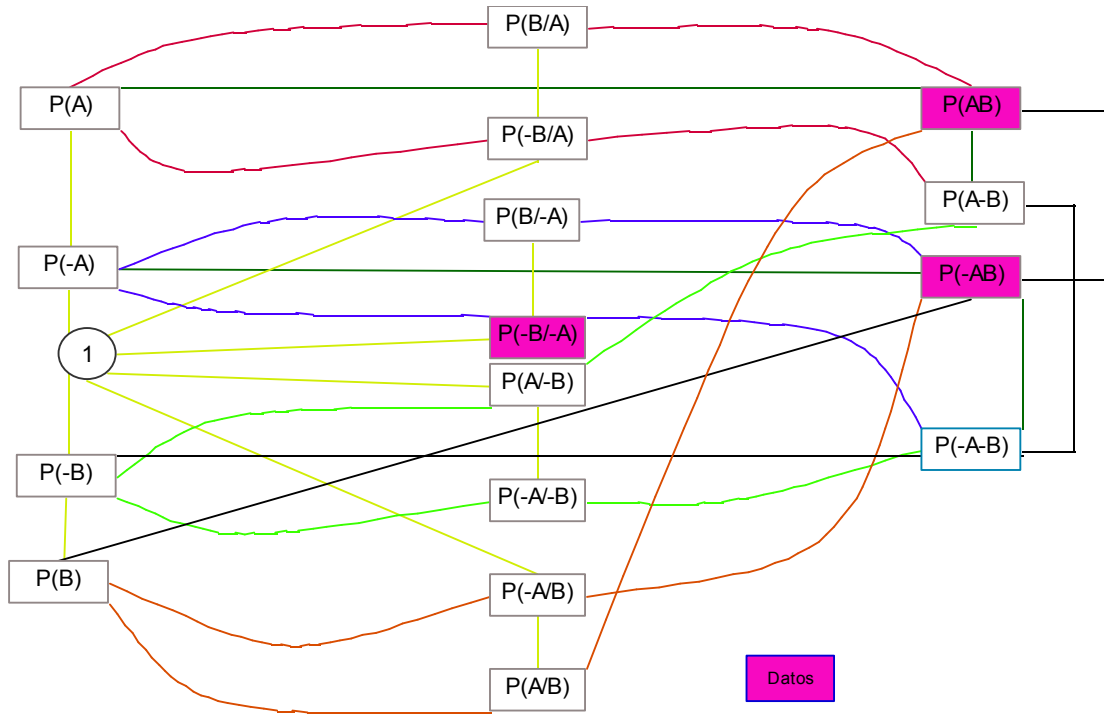 P(B/A)
P(A)
P(AB)
P(-B/A)
P(A-B)
P(B/-A)
P(-A)
P(-AB)
P(-B/-A)
1
P(A/-B)
P(-A-B)
P(-B)
P(-A/-B)
P(B)
P(-A/B)
P(A/B)
Datos